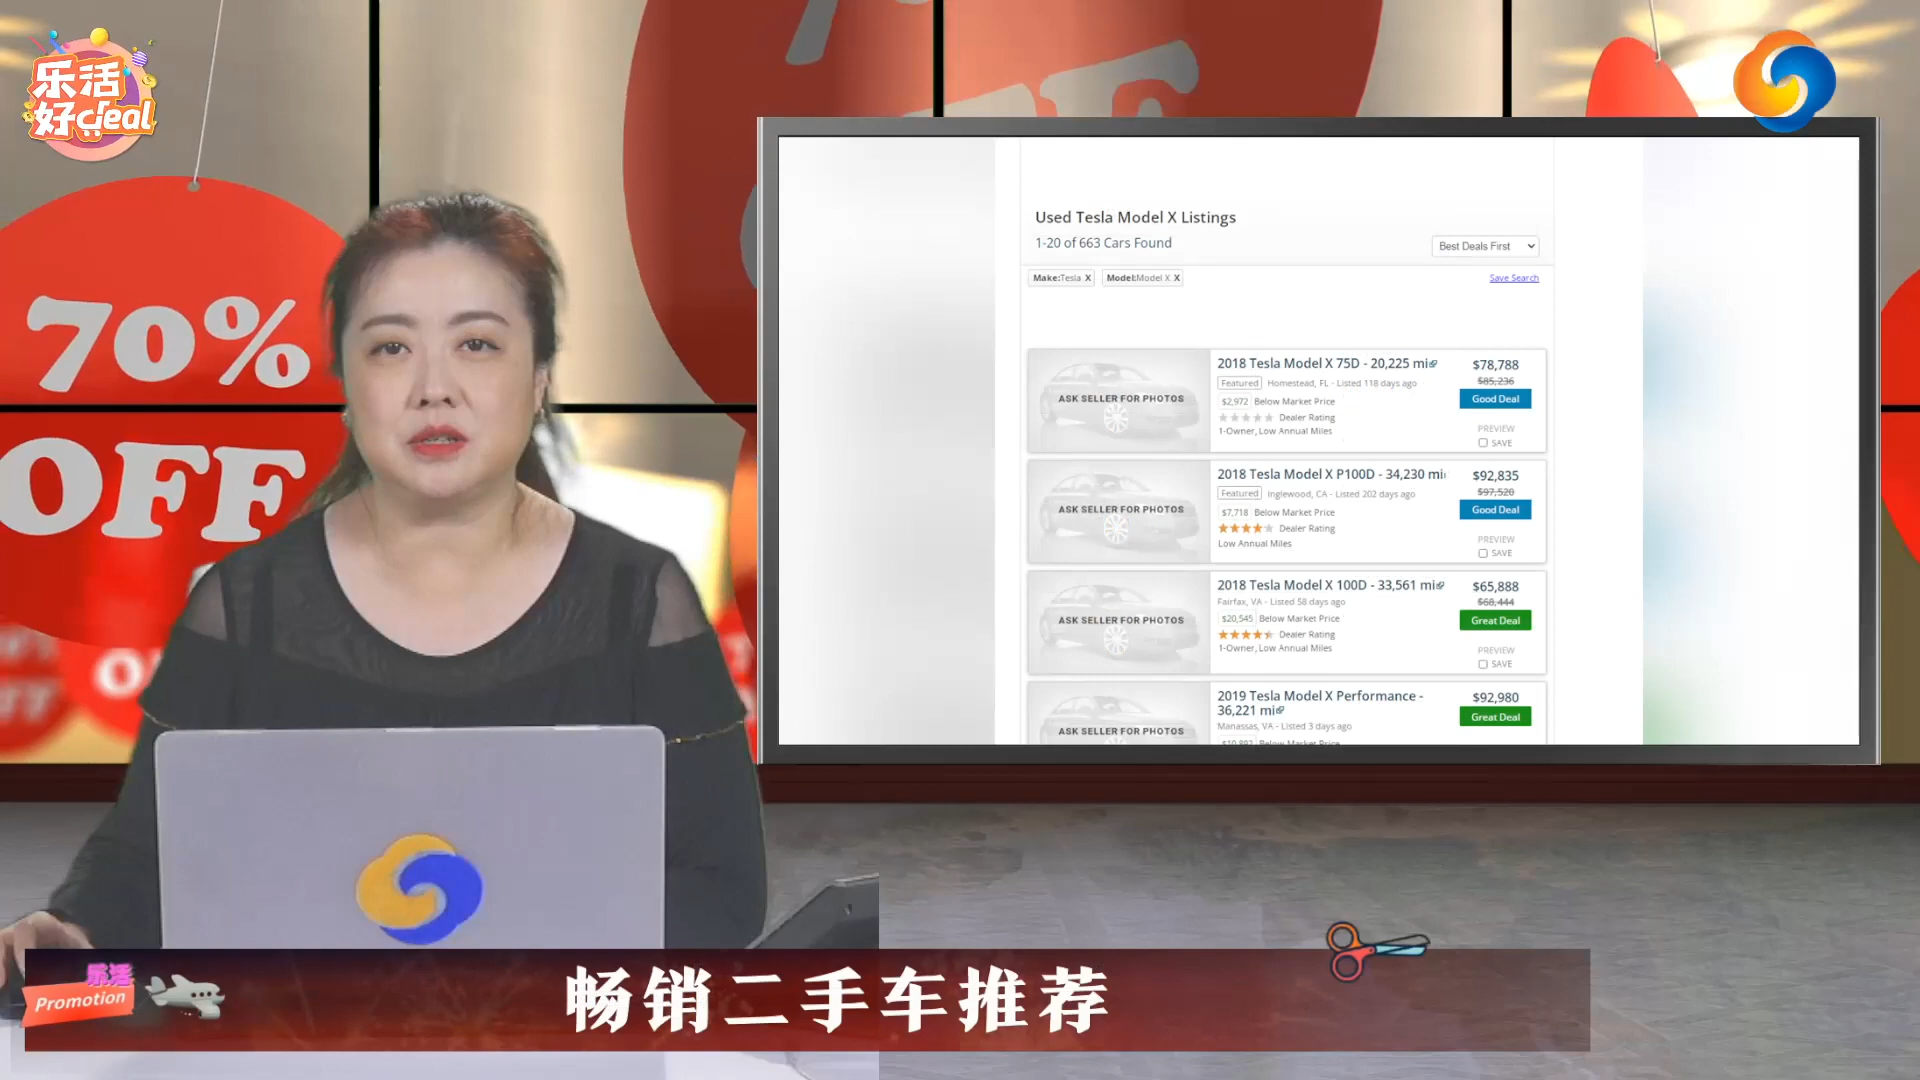 乐活
好deal
70%
OFF
Used Tesla Model X Listings
1-20 of 663 Cars Found
Best Deals First
Make:Tesla X
Model:Model X X
Save Search
ASK SELLER FOR PHOTOS
2018 Tesla Model X 75D - 20,225 mi
Featured Homestead, FL - Listed 118 days ago
$2,972 Below Market Price
Dealer Rating
1-Owner, Low Annual Miles
$78,788
$85,236
Good Deal
PREVIEW
SAVE
ASK SELLER FOR PHOTOS
2018 Tesla Model X P100D - 34,230 mi
Featured Inglewood, CA - Listed 202 days ago
$7,718 Below Market Price
Dealer Rating
Low Annual Miles
$92,835
$97,520
Good Deal
PREVIEW
SAVE
ASK SELLER FOR PHOTOS
2018 Tesla Model X 100D - 33,561 mi
Fairfax, VA - Listed 58 days ago
$20,545 Below Market Price
Dealer Rating
1-Owner, Low Annual Miles
$65,888
$68,444
Great Deal
PREVIEW
SAVE
ASK SELLER FOR PHOTOS
2019 Tesla Model X Performance -
36,221 mi
Manassas, VA - Listed 3 days ago
$10,892 Below Market Price
$92,980
Great Deal
乐活
Promotion
畅销二手车推荐